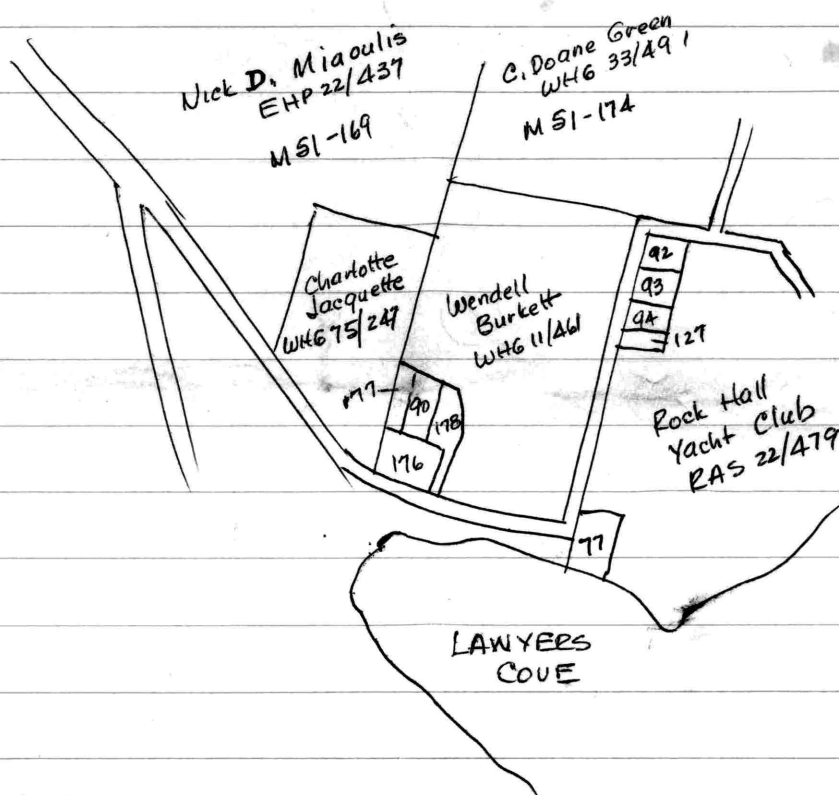 Nick D. Miaoulis
EHP 22/437
M51-169
C. Doane Green
WHG 33/491
M51-174
Charlotte
Jacquette
WHG 75/247
Wendell
Burkett
WHG 11/461
92
93
94
127
177
90
178
176
Rock Hall
Yacht Club
RAS 22/479
77
LAWYERS
COVE